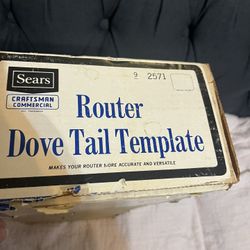 Sears
9 2571
CRAFTSMAN
COMMERCIAL
Router
Dove Tail Template
MAKES YOUR ROUTER MORE ACCURATE AND VERSATILE